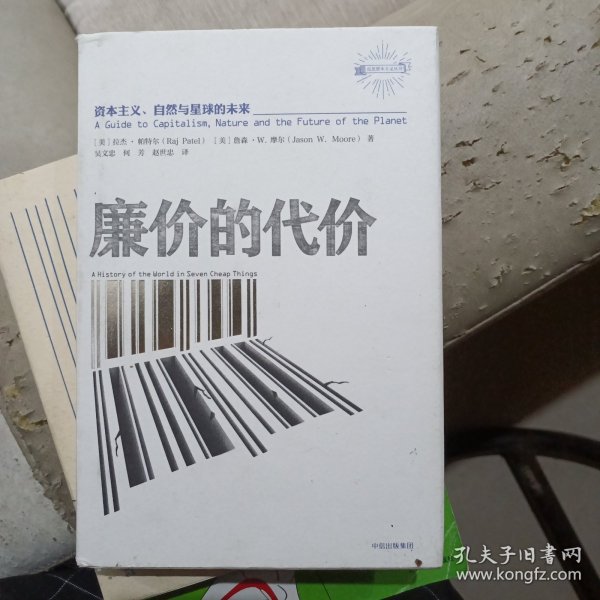 资本主义、自然与星球的未来
A Guide to Capitalism, Nature and the Future of the Planet
[美] 拉杰·帕特尔（Raj Patel） [美] 詹森·W. 摩尔（Jason W. Moore） 著
吴文忠 何芳 赵世忠 译
廉价的代价
A History of the World in Seven Cheap Things
中信出版集团
孔夫子旧书网
www.kongfz.com